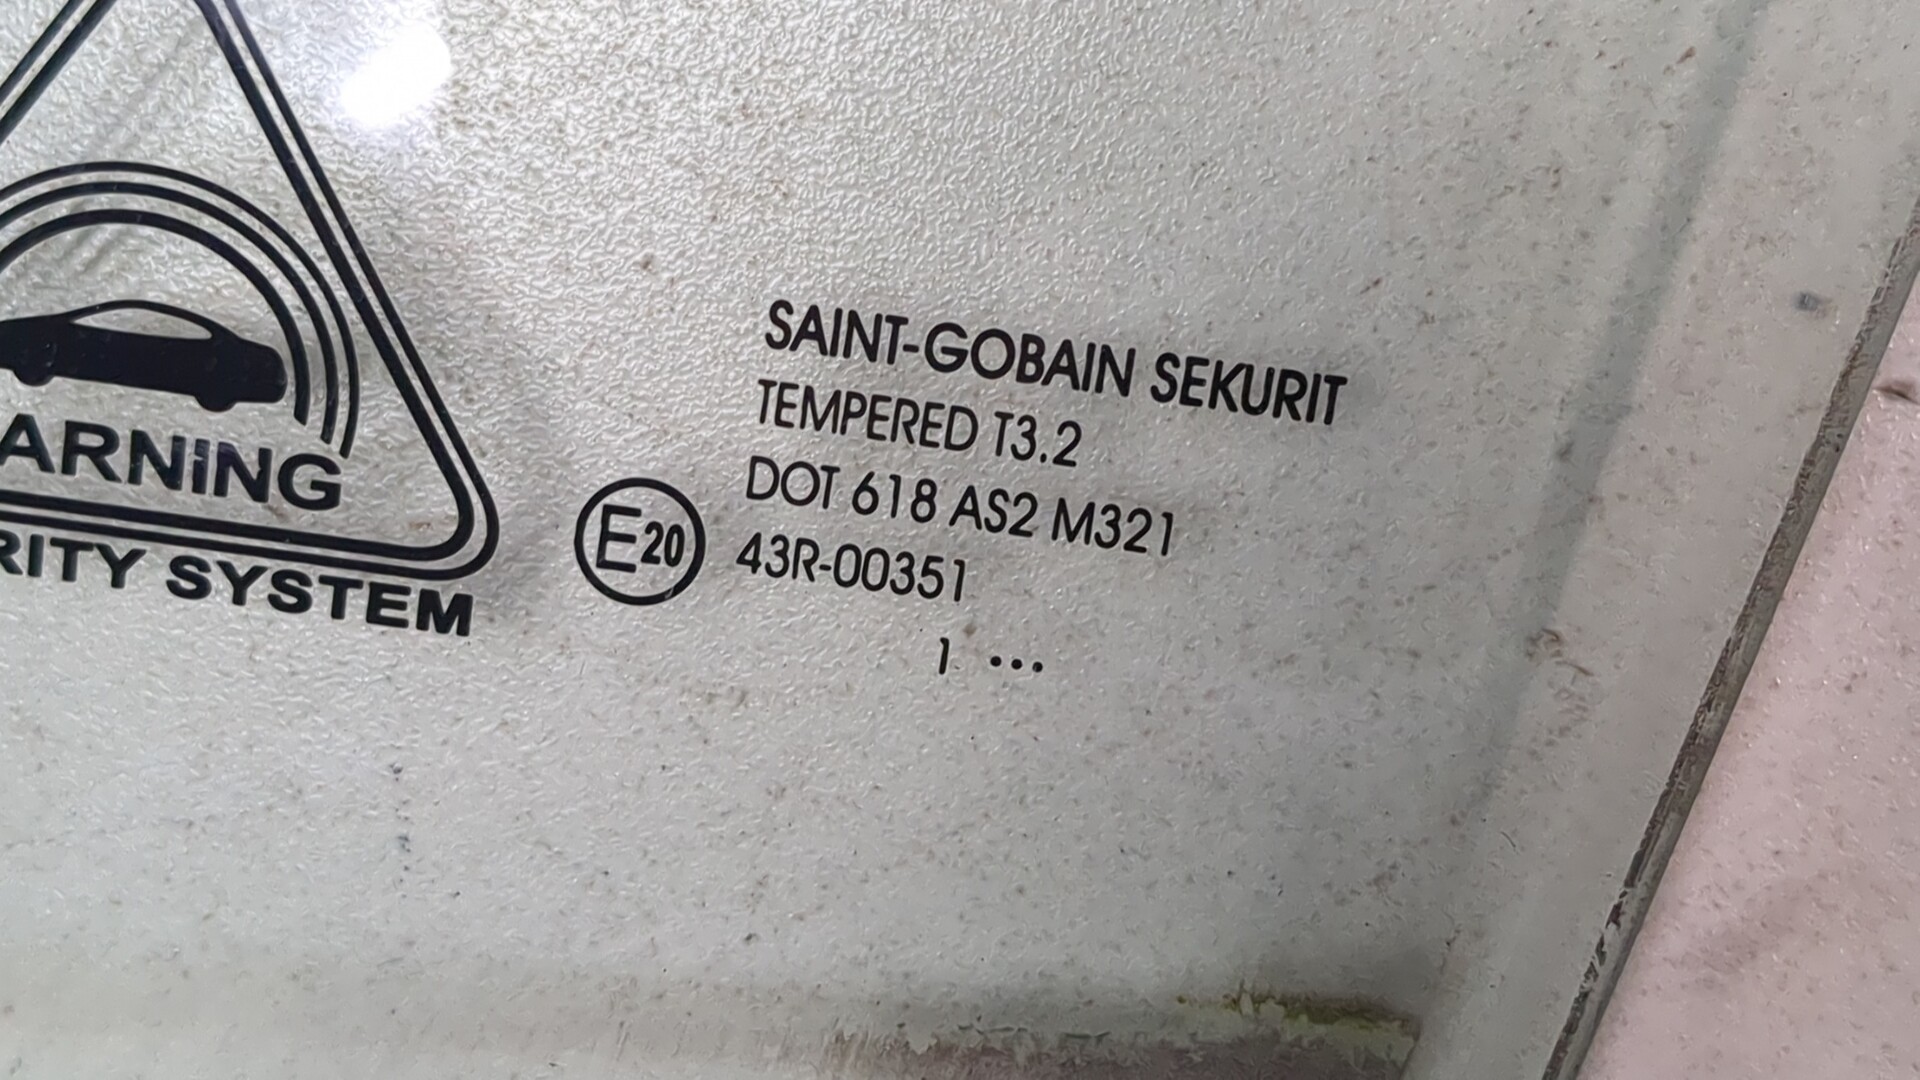 ARNiNG
RITY SYSTEM
SAINT-GOBAIN SEKURIT
TEMPERED T3.2
DOT 618 AS2 M321
E20 43R-00351
1 ...